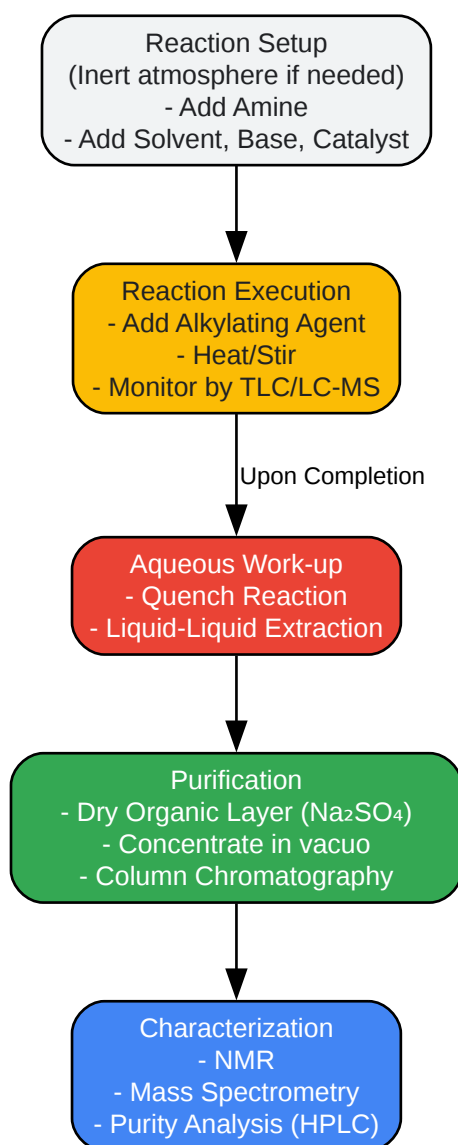 Reaction Setup
(Inert atmosphere if needed)
- Add Amine
- Add Solvent, Base, Catalyst
Reaction Execution
- Add Alkylating Agent
- Heat/Stir
- Monitor by TLC/LC-MS
Upon Completion
Aqueous Work-up
- Quench Reaction
- Liquid-Liquid Extraction
Purification
- Dry Organic Layer (Na₂SO₄)
- Concentrate in vacuo
- Column Chromatography
Characterization
- NMR
- Mass Spectrometry
- Purity Analysis (HPLC)